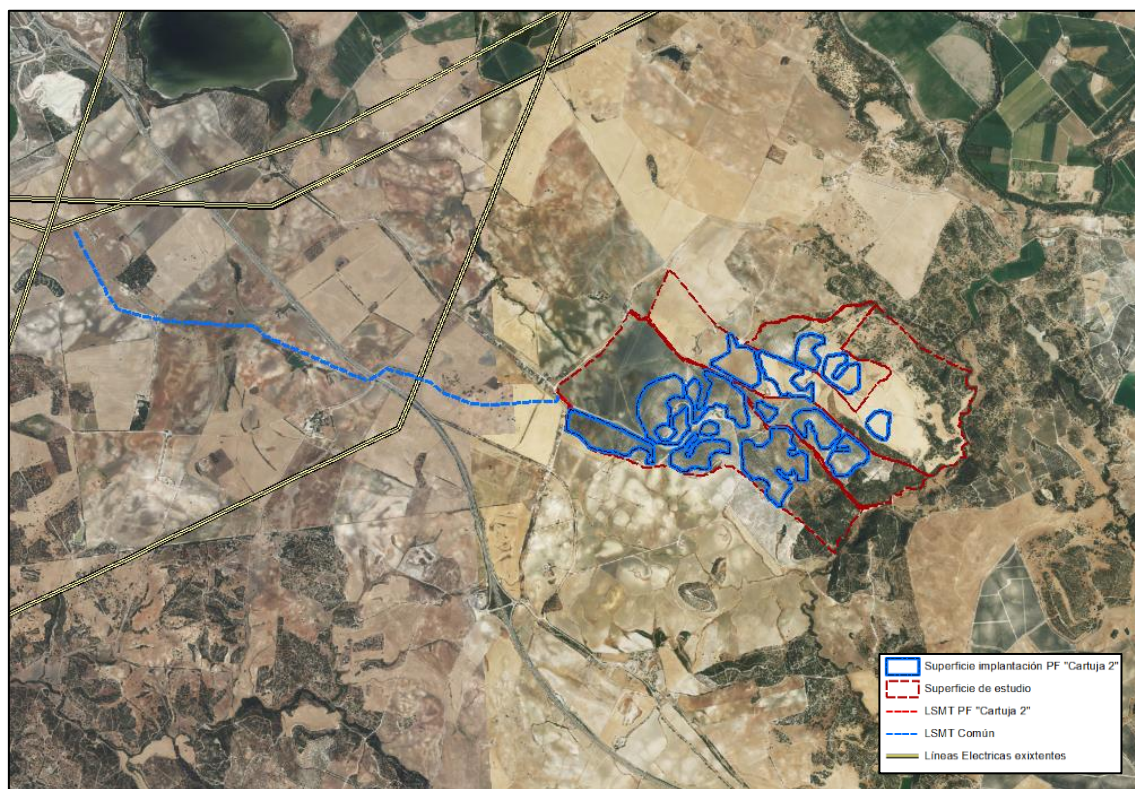 Superficie implantación PF "Cartuja 2"
Superficie de estudio
LSMT PF "Cartuja 2"
LSMT Común
Líneas Electricas exixtentes